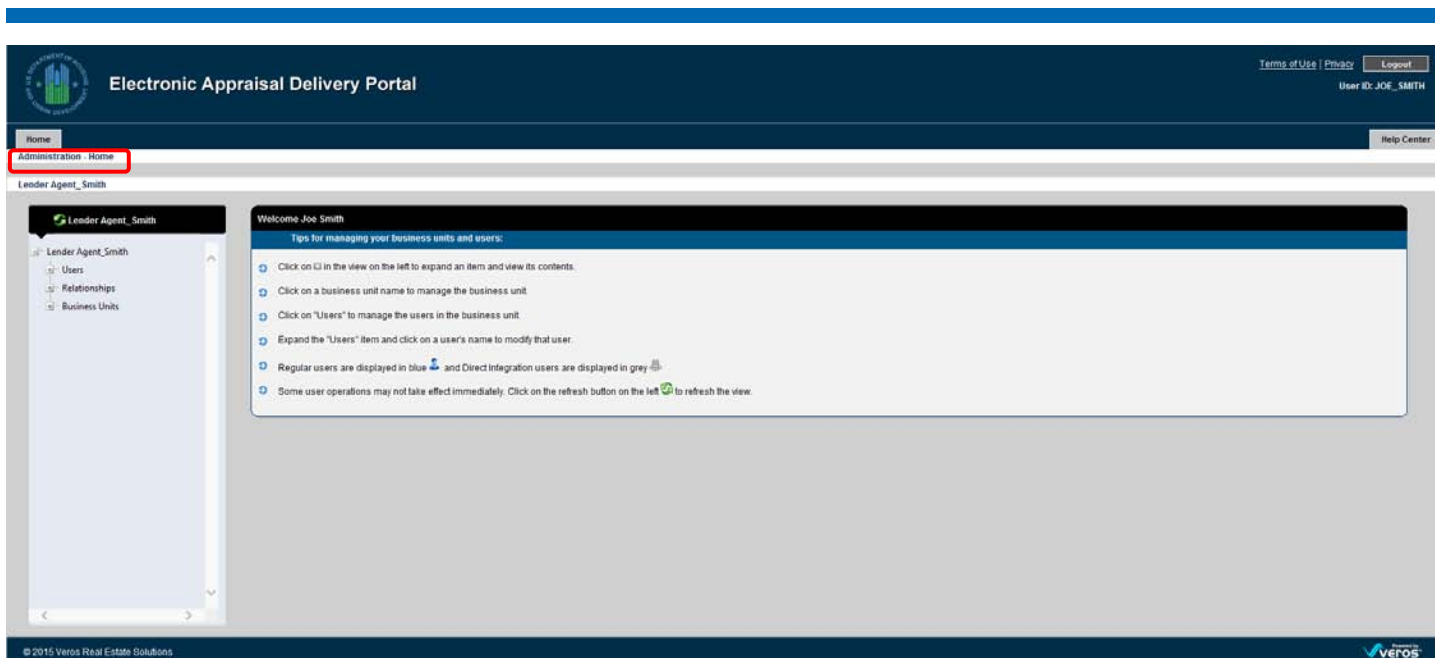 Terms of Use | Privacy Logout
Electronic Appraisal Delivery Portal
User ID: JOE_SMITH
Home Help Center
Administration - Home
Lender Agent_Smith
Lender Agent_Smith
Welcome Joe Smith
Tips for managing your business units and users:
Lender Agent_Smith
Users
Relationships
Business Units
Click on in the view on the left to expand an item and view its contents.
Click on a business unit name to manage the business unit.
Click on "Users" to manage the users in the business unit.
Expand the "Users" item and click on a user's name to modify that user.
Regular users are displayed in blue and Direct Integration users are displayed in grey
Some user operations may not take effect immediately. Click on the refresh button on the left to refresh the view.
© 2015 Veros Real Estate Solutions
Powered by
veros